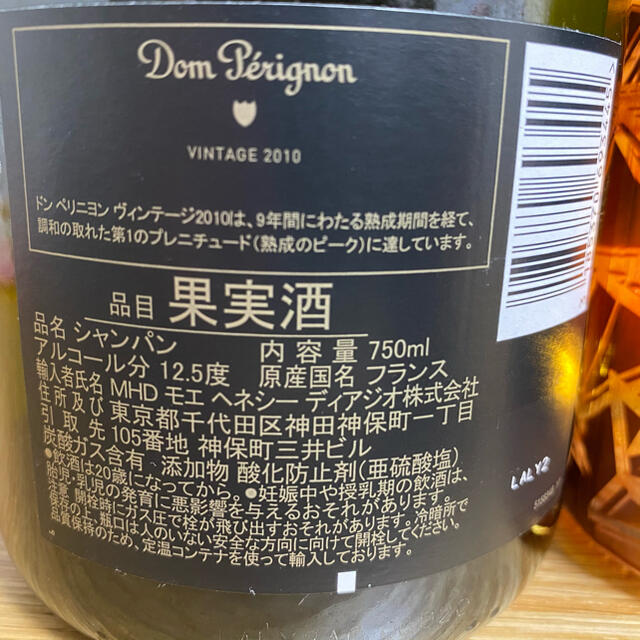 Dom Pérignon
VINTAGE 2010
ドン ペリニヨン ヴィンテージ2010は、9年間にわたる熟成期間を経て、
調和の取れた第1のプレニチュード(熟成のピーク)に達しています。
品目 果実酒
品名 シャンパン 内容量 750ml
アルコール分 12.5度 原産国名 フランス
輸入者氏名 MHD モエ ヘネシー ディアジオ株式会社
住所及び 東京都千代田区神田神保町一丁目
引取先 105番地 神保町三井ビル
炭酸ガス含有 添加物 酸化防止剤(亜硫酸塩)
●飲酒は20歳になってから。●妊娠中や授乳期の飲酒は、
胎児・乳児の発育に悪影響を与えるおそれがあります。
注意 開栓時にガス圧で栓が飛び出すおそれがあります。冷暗所で
保存の上、瓶口は人のいない安全な方向に向けて開栓してください。
品質保持のため、定温コンテナを使って輸入しております。